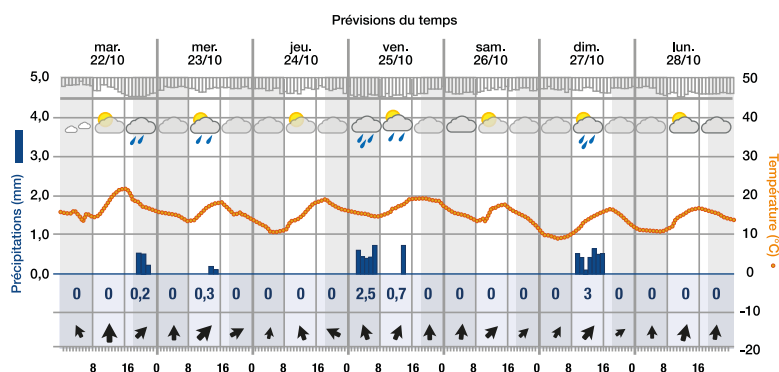 Prévisions du temps
mar. mer. jeu. ven. sam. dim. lun.
22/10 23/10 24/10 25/10 26/10 27/10 28/10
5,0 50
4,0 40
3,0 30
2,0 20
1,0 10
0,0 0
Précipitations (mm)
Température (°C)
0 0 0,2 0 0,3 0 0 0 0 2,5 0,7 0 0 0 0 0 3 0 0 0 0
-10
-20
8 16 0 8 16 0 8 16 0 8 16 0 8 16 0 8 16 0 8 16